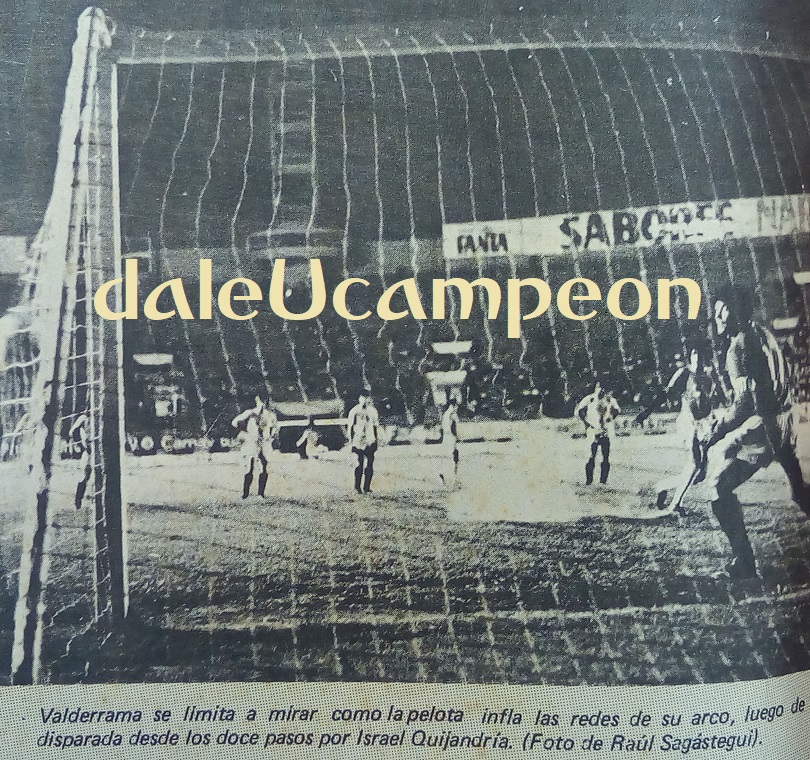 FANTA SABORES
daleUcampeon
Valderrama se limita a mirar como la pelota infla las redes de su arco, luego de
disparada desde los doce pasos por Israel Quijandría. (Foto de Raúl Sagástegui).